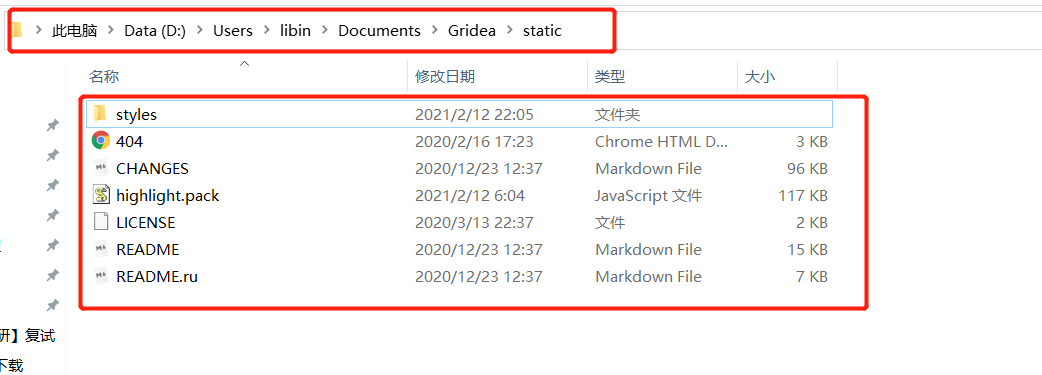 此电脑 > Data (D:) > Users > libin > Documents > Gridea > static
名称 修改日期 类型 大小
styles 2021/2/12 22:05 文件夹
404 2020/2/16 17:23 Chrome HTML D... 3 KB
CHANGES 2020/12/23 12:37 Markdown File 96 KB
highlight.pack 2021/2/12 6:04 JavaScript 文件 117 KB
LICENSE 2020/3/13 22:37 文件 2 KB
README 2020/12/23 12:37 Markdown File 15 KB
README.ru 2020/12/23 12:37 Markdown File 7 KB
研】复试
下载